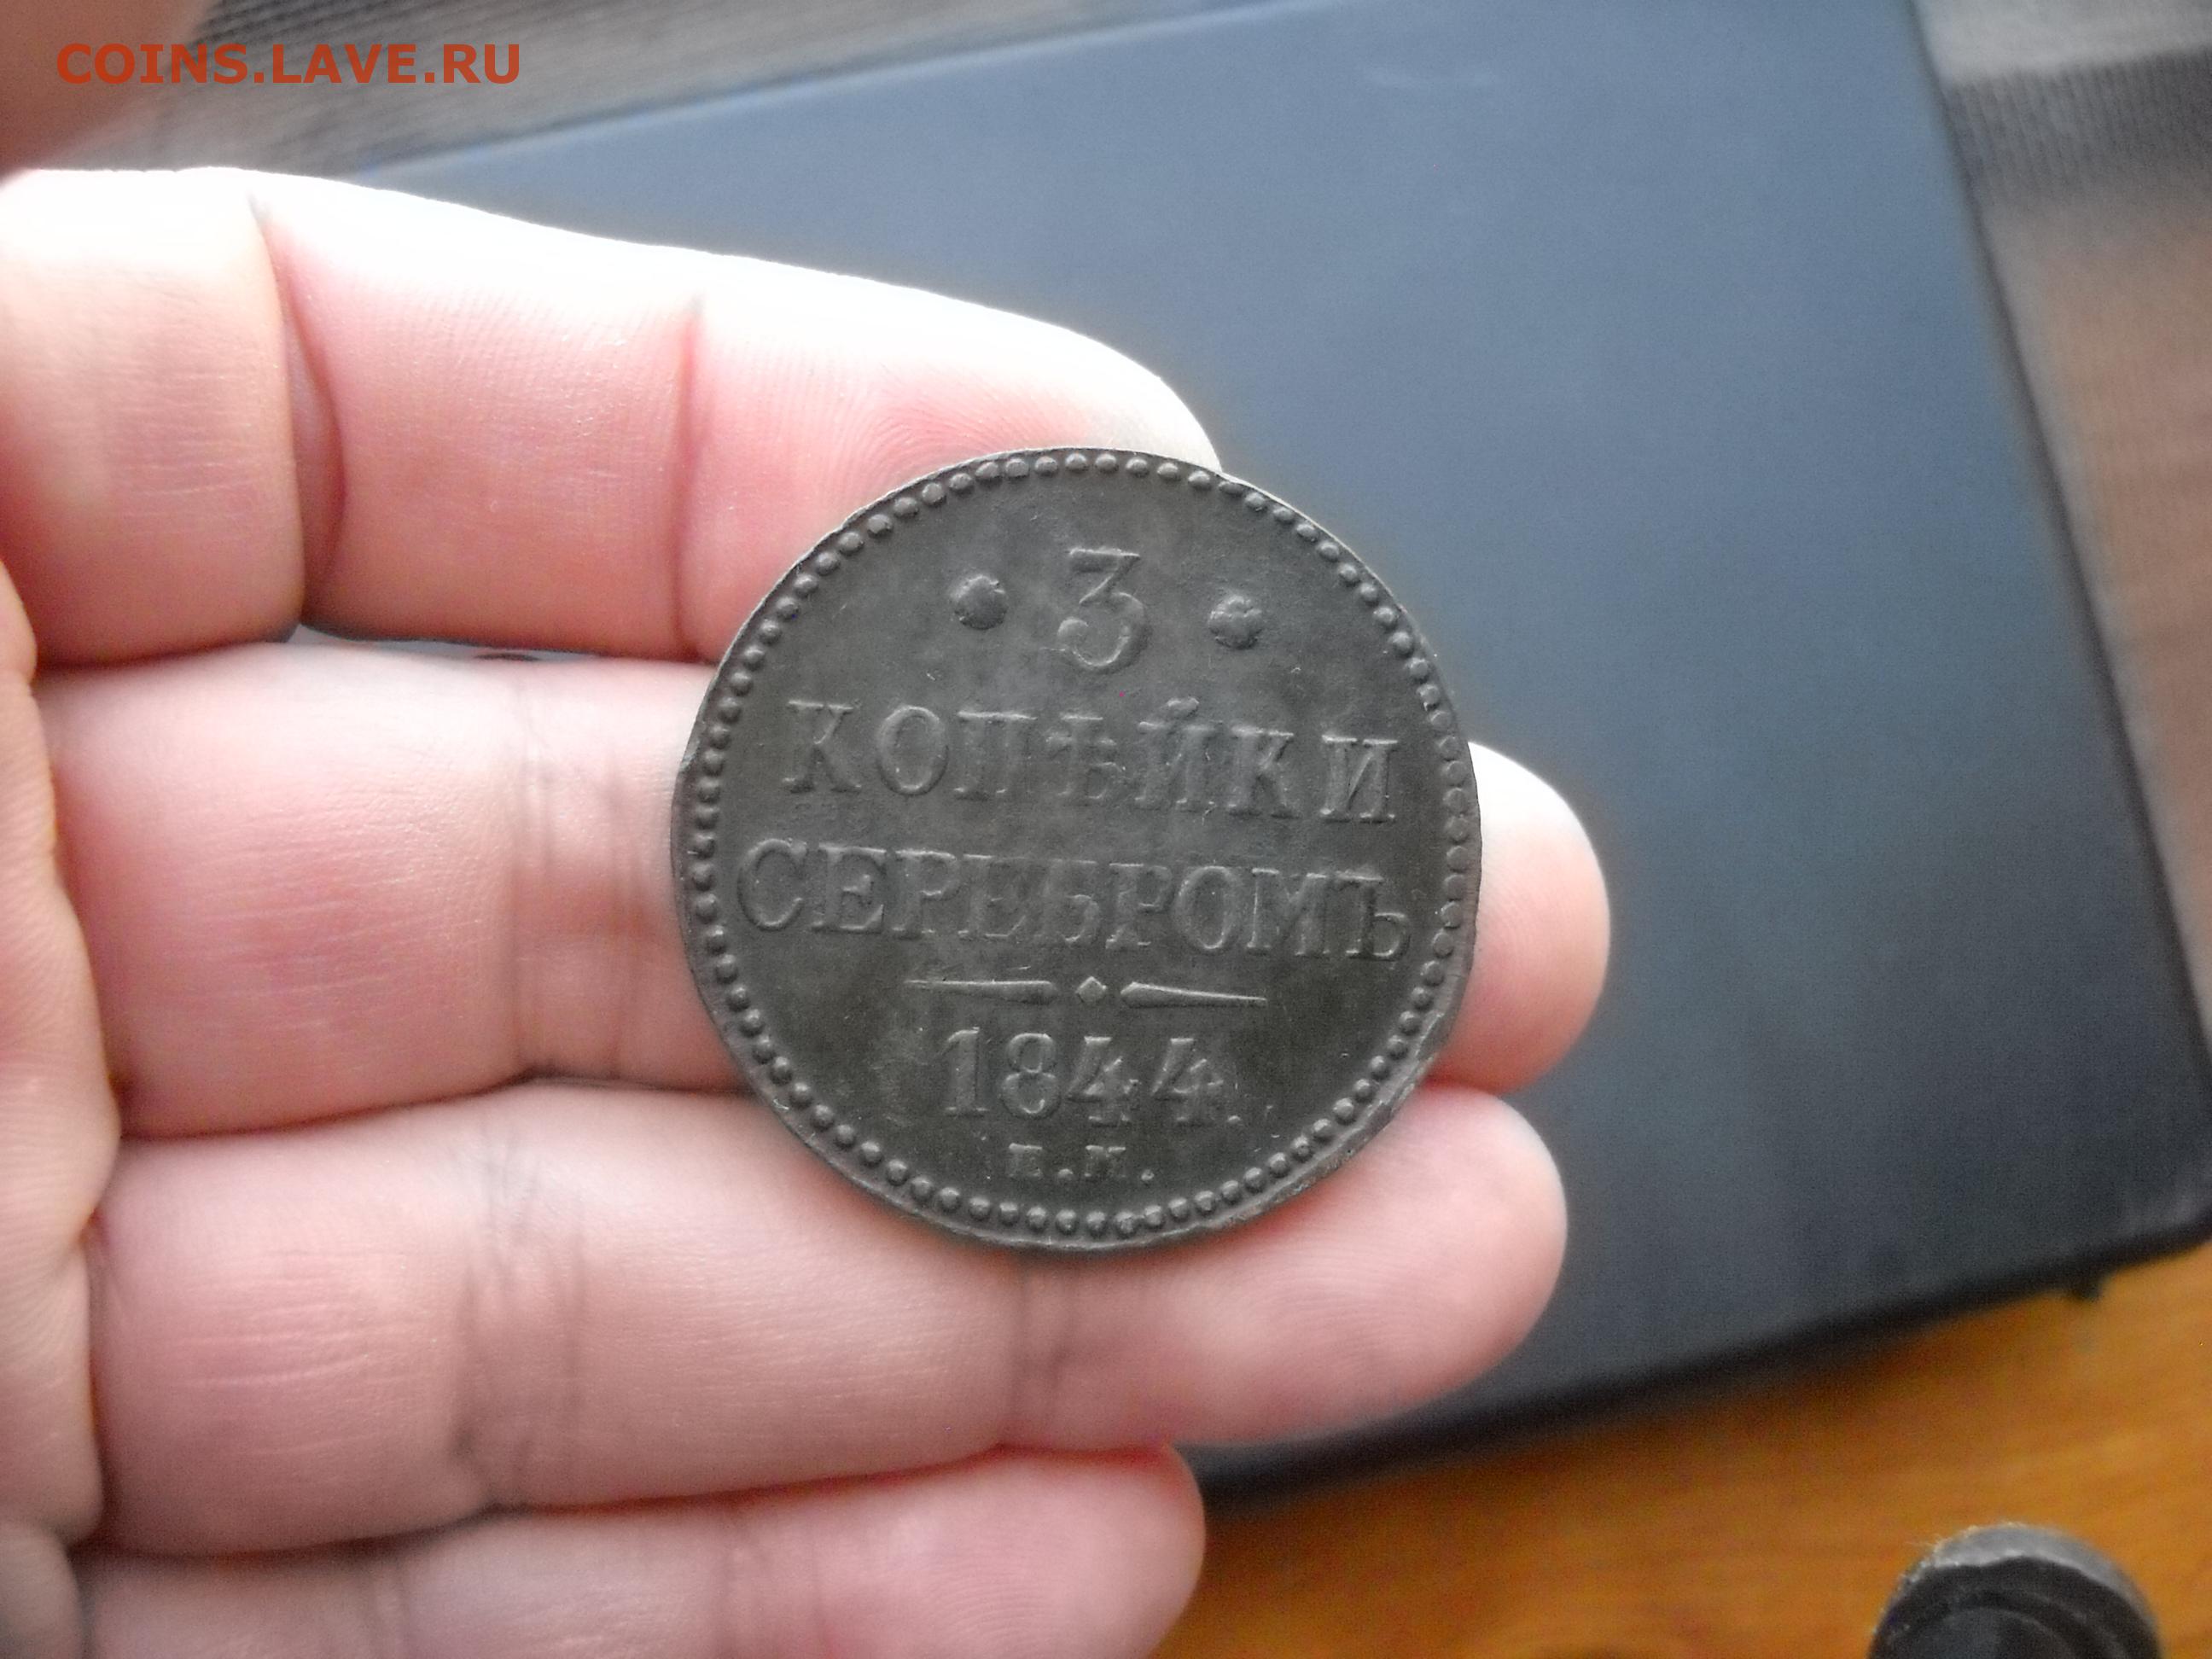 COINS.LAVE.RU
• 3 •
КОПѢЙКИ
СЕРЕБРОМЪ
1844.
Е.М.